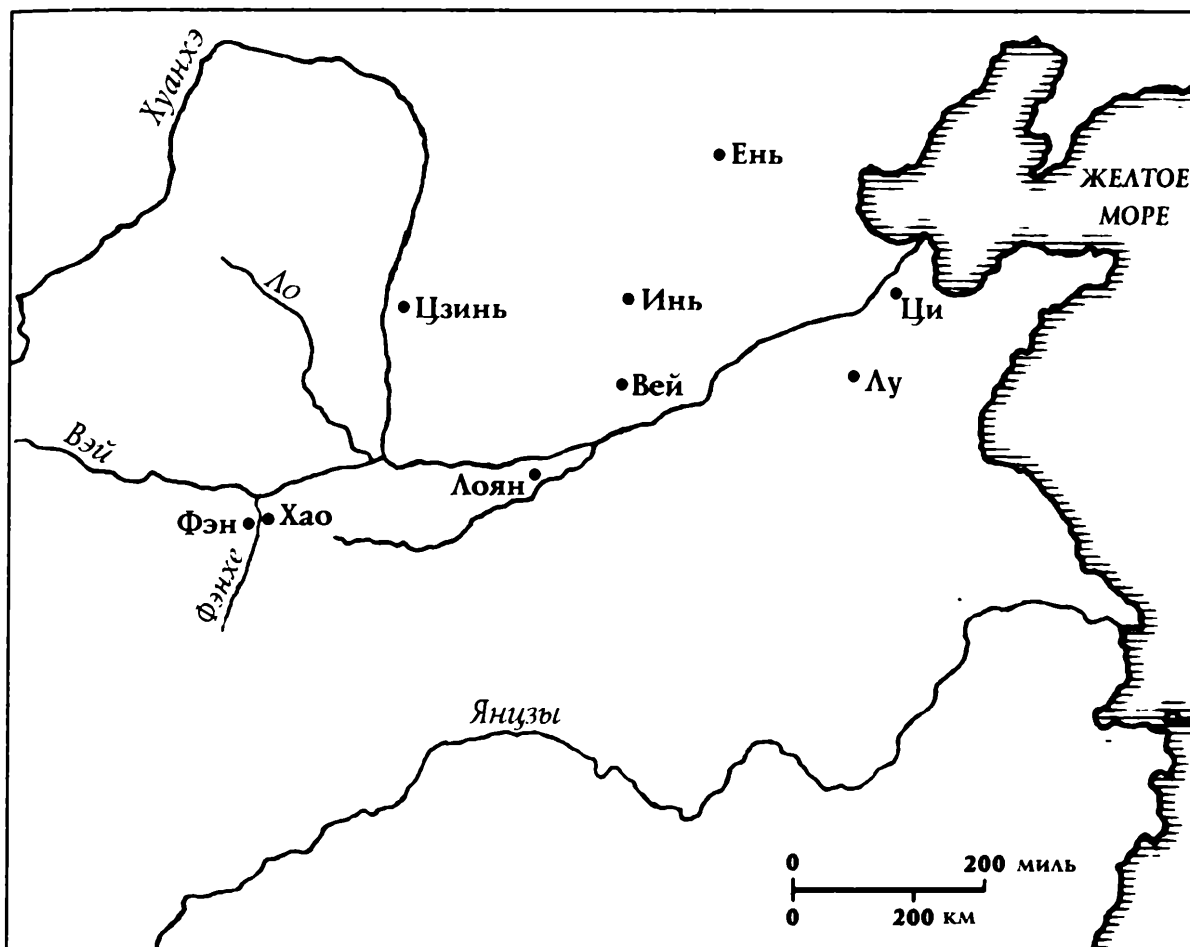 Хуанхэ
Ень
ЖЕЛТОЕ
МОРЕ
Ло
Цзинь
Инь
Ци
Вей
Лу
Вэй
Лоян
Фэн
Хао
Фэнхе
Янцзы
0 200 миль
0 200 км